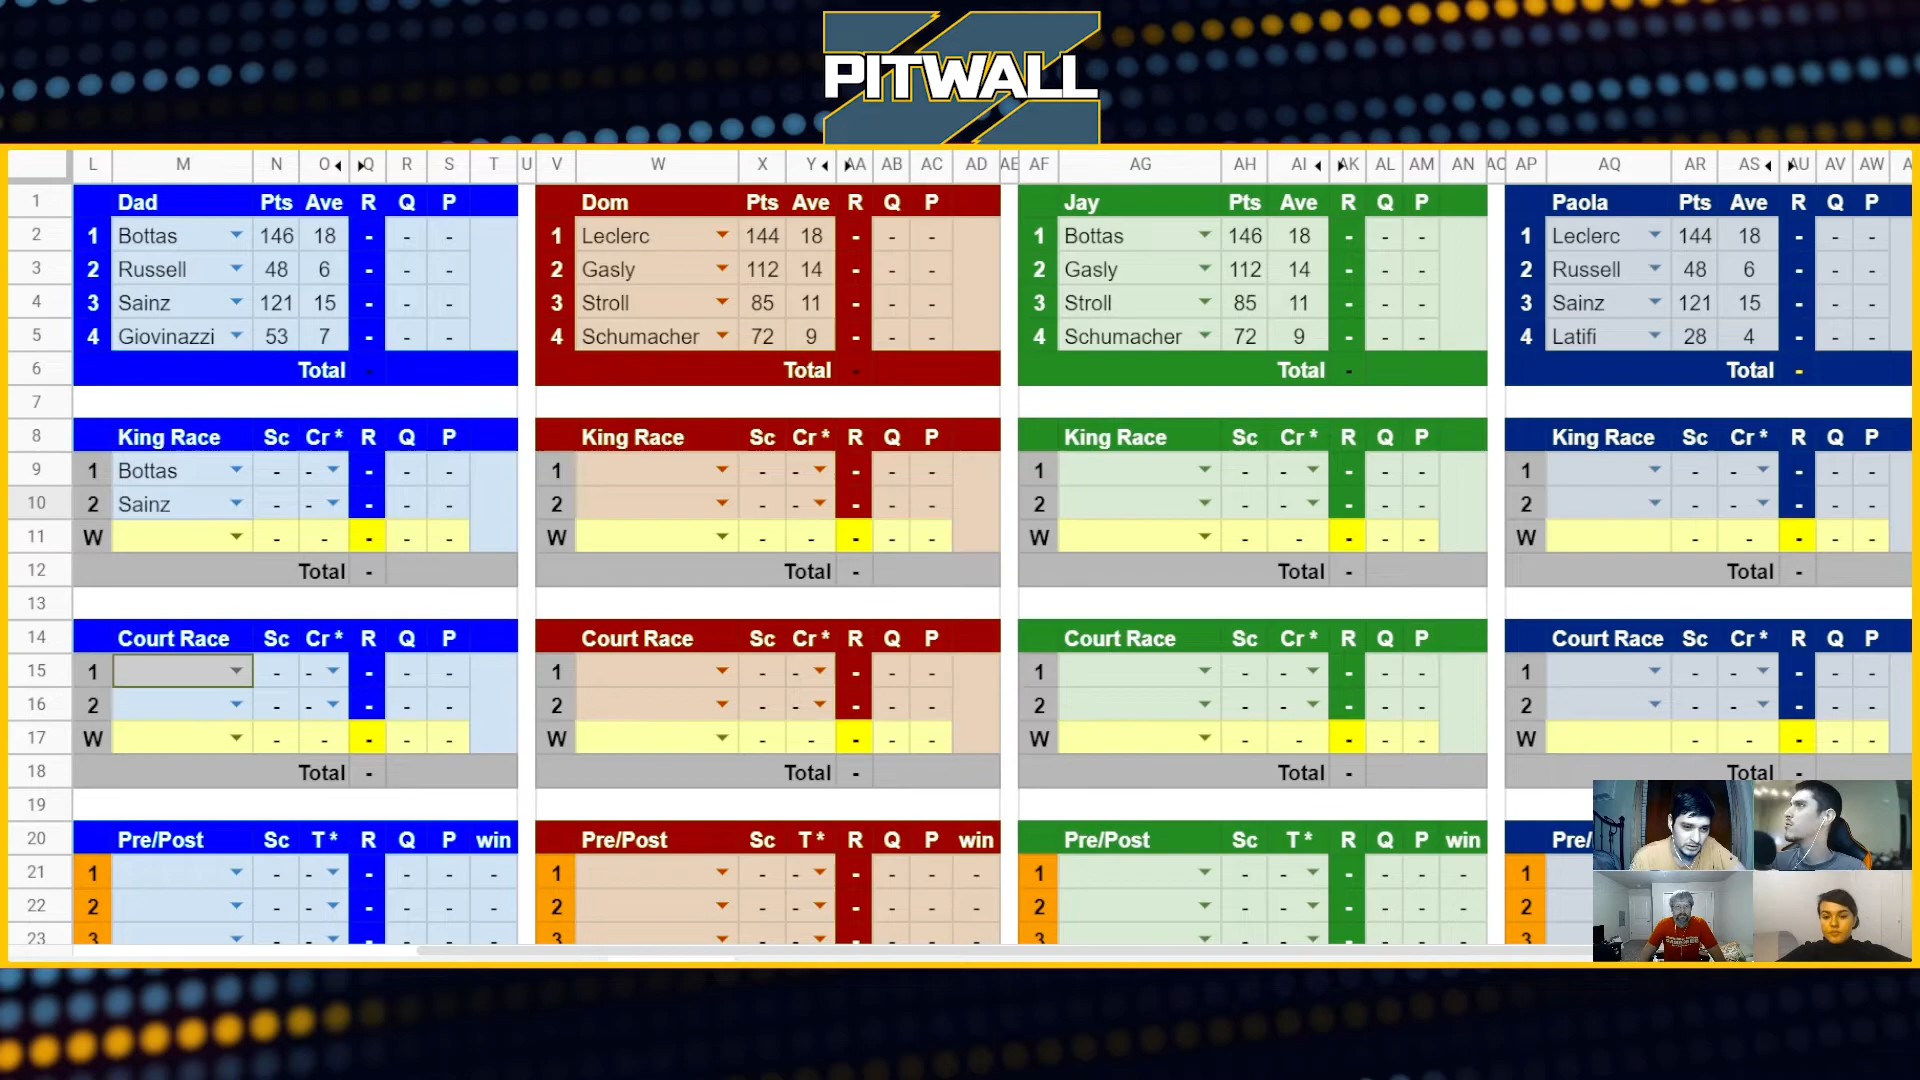 PITWALL
L M N O Q R S T U V W X Y AA AB AC AD AE AF AG AH AI AK AL AM AN AP AQ AR AS AU AV AW
1 Dad Pts Ave R Q P Dom Pts Ave R Q P Jay Pts Ave R Q P Paola Pts Ave R Q P
2 1 Bottas 146 18 - - - 1 Leclerc 144 18 - - - 1 Bottas 146 18 - - - 1 Leclerc 144 18 - - -
3 2 Russell 48 6 - - - 2 Gasly 112 14 - - - 2 Gasly 112 14 - - - 2 Russell 48 6 - - -
4 3 Sainz 121 15 - - - 3 Stroll 85 11 - - - 3 Stroll 85 11 - - - 3 Sainz 121 15 - - -
5 4 Giovinazzi 53 7 - - - 4 Schumacher 72 9 - - - 4 Schumacher 72 9 - - - 4 Latifi 28 4 - - -
6 Total - Total - Total - Total -
7
8 King Race Sc Cr * R Q P King Race Sc Cr * R Q P King Race Sc Cr * R Q P King Race Sc Cr * R Q P
9 1 Bottas - - - - - 1 - - - - - 1 - - - - - 1 - - - - -
10 2 Sainz - - - - - 2 - - - - - 2 - - - - - 2 - - - - -
11 W - - - - - W - - - - - W - - - - - W - - - - -
12 Total - Total - Total - Total -
13
14 Court Race Sc Cr * R Q P Court Race Sc Cr * R Q P Court Race Sc Cr * R Q P Court Race Sc Cr * R Q P
15 1 - - - - - 1 - - - - - 1 - - - - - 1 - - - - -
16 2 - - - - - 2 - - - - - 2 - - - - - 2 - - - - -
17 W - - - - - W - - - - - W - - - - - W - - - - -
18 Total - Total - Total - Total -
19
20 Pre/Post Sc T * R Q P win Pre/Post Sc T * R Q P win Pre/Post Sc T * R Q P win
21 1 - - - - - - 1 - - - - - - 1 - - - - - - 1
22 2 - - - - - - 2 - - - - - - 2 - - - - - - 2
23 3 - - - - - - 3 - - - - - - 3 - - - - - - 3